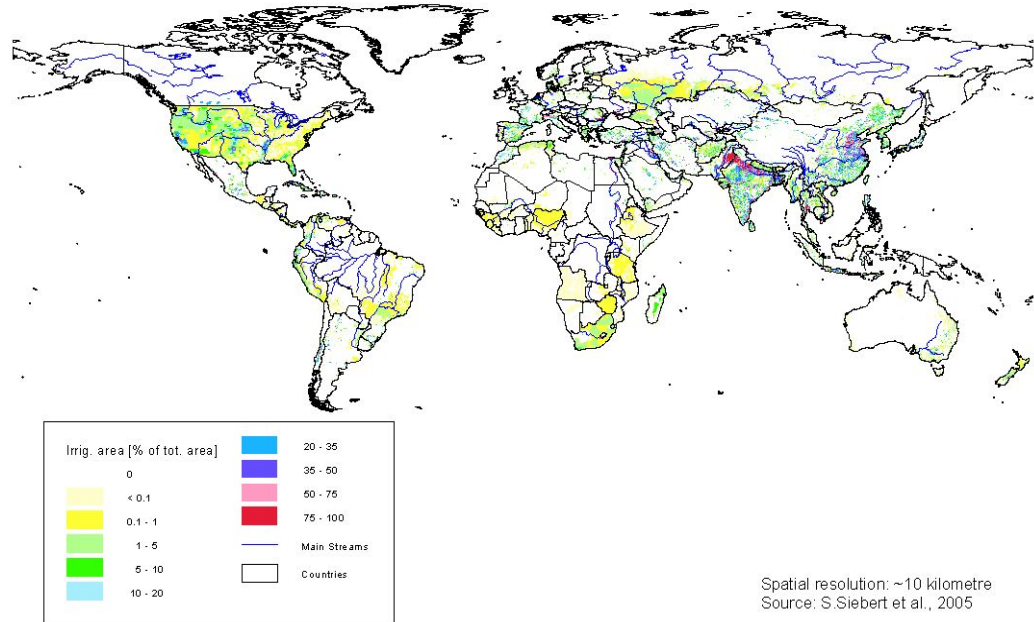 Irrig. area [% of tot. area]
0
< 0.1
0.1 - 1
1 - 5
5 - 10
10 - 20
20 - 35
35 - 50
50 - 75
75 - 100
Main Streams
Countries
Spatial resolution: ~10 kilometre
Source: S.Siebert et al., 2005